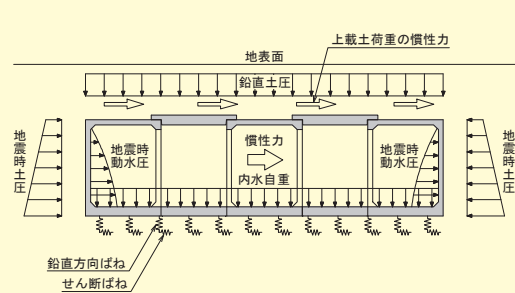 上載土荷重の慣性力
地表面
鉛直土圧
地震時土圧
地震時
動水圧
慣性力
内水自重
地震時
動水圧
地震時土圧
鉛直方向ばね
せん断ばね